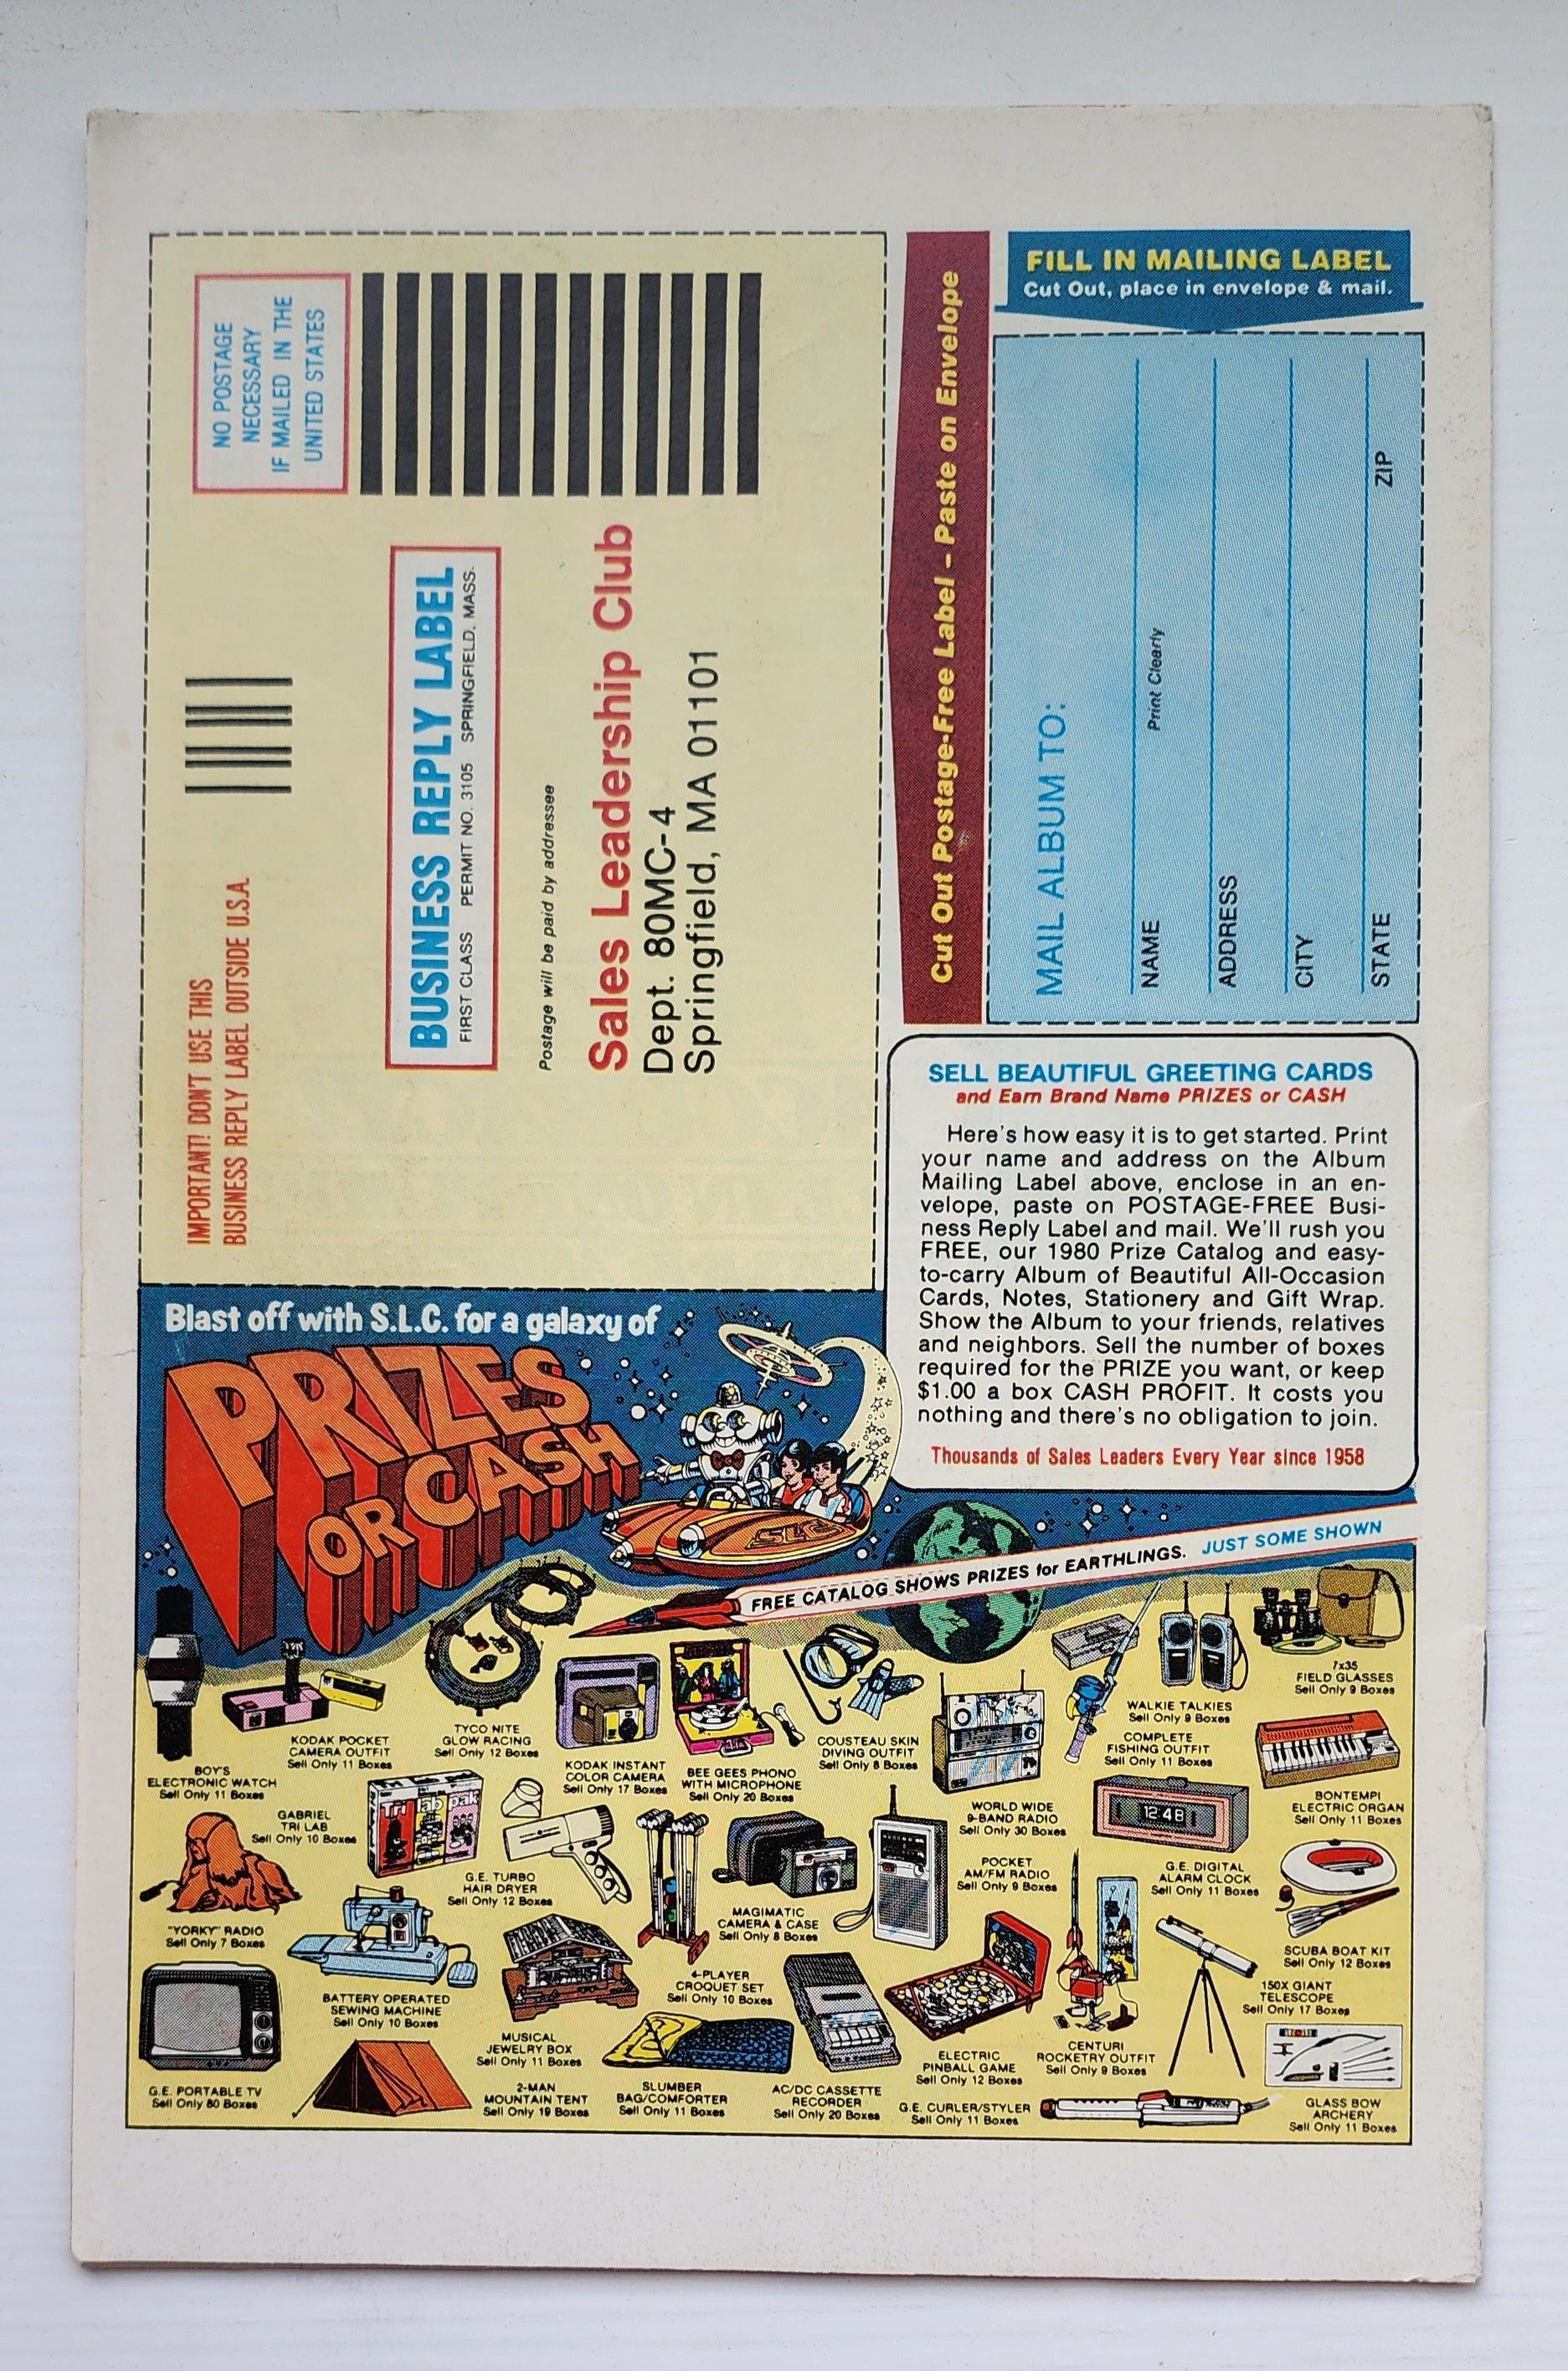 NO POSTAGE
NECESSARY
IF MAILED IN THE
UNITED STATES
IMPORTANT! DON'T USE THIS
BUSINESS REPLY LABEL OUTSIDE U.S.A.
BUSINESS REPLY LABEL
FIRST CLASS PERMIT NO. 3105 SPRINGFIELD, MASS.
Postage will be paid by addressee
Sales Leadership Club
Dept. 80MC-4
Springfield, MA 01101
Cut Out Postage-Free Label - Paste on Envelope
FILL IN MAILING LABEL
Cut Out, place in envelope & mail.
MAIL ALBUM TO:
NAME
Print Clearly
ADDRESS
CITY
STATE ZIP
SELL BEAUTIFUL GREETING CARDS
and Earn Brand Name PRIZES or CASH
Here's how easy it is to get started. Print
your name and address on the Album
Mailing Label above, enclose in an en-
velope, paste on POSTAGE-FREE Busi-
ness Reply Label and mail. We'll rush you
FREE, our 1980 Prize Catalog and easy-
to-carry Album of Beautiful All-Occasion
Cards, Notes, Stationery and Gift Wrap.
Show the Album to your friends, relatives
and neighbors. Sell the number of boxes
required for the PRIZE you want, or keep
$1.00 a box CASH PROFIT. It costs you
nothing and there's no obligation to join.
Thousands of Sales Leaders Every Year since 1958
Blast off with S.L.C. for a galaxy of
PRIZES
OR CASH
SLC
FREE CATALOG SHOWS PRIZES for EARTHLINGS. JUST SOME SHOWN
BOY'S
ELECTRONIC WATCH
Sell Only 11 Boxes
KODAK POCKET
CAMERA OUTFIT
Sell Only 11 Boxes
TYCO NITE
GLOW RACING
Sell Only 12 Boxes
KODAK INSTANT
COLOR CAMERA
Sell Only 17 Boxes
BEE GEES PHONO
WITH MICROPHONE
Sell Only 20 Boxes
COUSTEAU SKIN
DIVING OUTFIT
Sell Only 8 Boxes
WORLD WIDE
9-BAND RADIO
Sell Only 30 Boxes
WALKIE TALKIES
Sell Only 9 Boxes
COMPLETE
FISHING OUTFIT
Sell Only 11 Boxes
7x35
FIELD GLASSES
Sell Only 9 Boxes
BONTEMPI
ELECTRIC ORGAN
Sell Only 11 Boxes
GABRIEL
TRI LAB
Sell Only 10 Boxes
Tri lab pak
G.E. TURBO
HAIR DRYER
Sell Only 12 Boxes
MAGIMATIC
CAMERA & CASE
Sell Only 8 Boxes
POCKET
AM/FM RADIO
Sell Only 9 Boxes
12:48
G.E. DIGITAL
ALARM CLOCK
Sell Only 11 Boxes
SCUBA BOAT KIT
Sell Only 12 Boxes
"YORKY" RADIO
Sell Only 7 Boxes
BATTERY OPERATED
SEWING MACHINE
Sell Only 10 Boxes
MUSICAL
JEWELRY BOX
Sell Only 11 Boxes
4-PLAYER
CROQUET SET
Sell Only 10 Boxes
ELECTRIC
PINBALL GAME
Sell Only 12 Boxes
CENTURI
ROCKETRY OUTFIT
Sell Only 9 Boxes
150X GIANT
TELESCOPE
Sell Only 17 Boxes
G.E. PORTABLE TV
Sell Only 80 Boxes
2-MAN
MOUNTAIN TENT
Sell Only 19 Boxes
SLUMBER
BAG/COMFORTER
Sell Only 11 Boxes
AC/DC CASSETTE
RECORDER
Sell Only 20 Boxes
G.E. CURLER/STYLER
Sell Only 11 Boxes
GLASS BOW
ARCHERY
Sell Only 11 Boxes